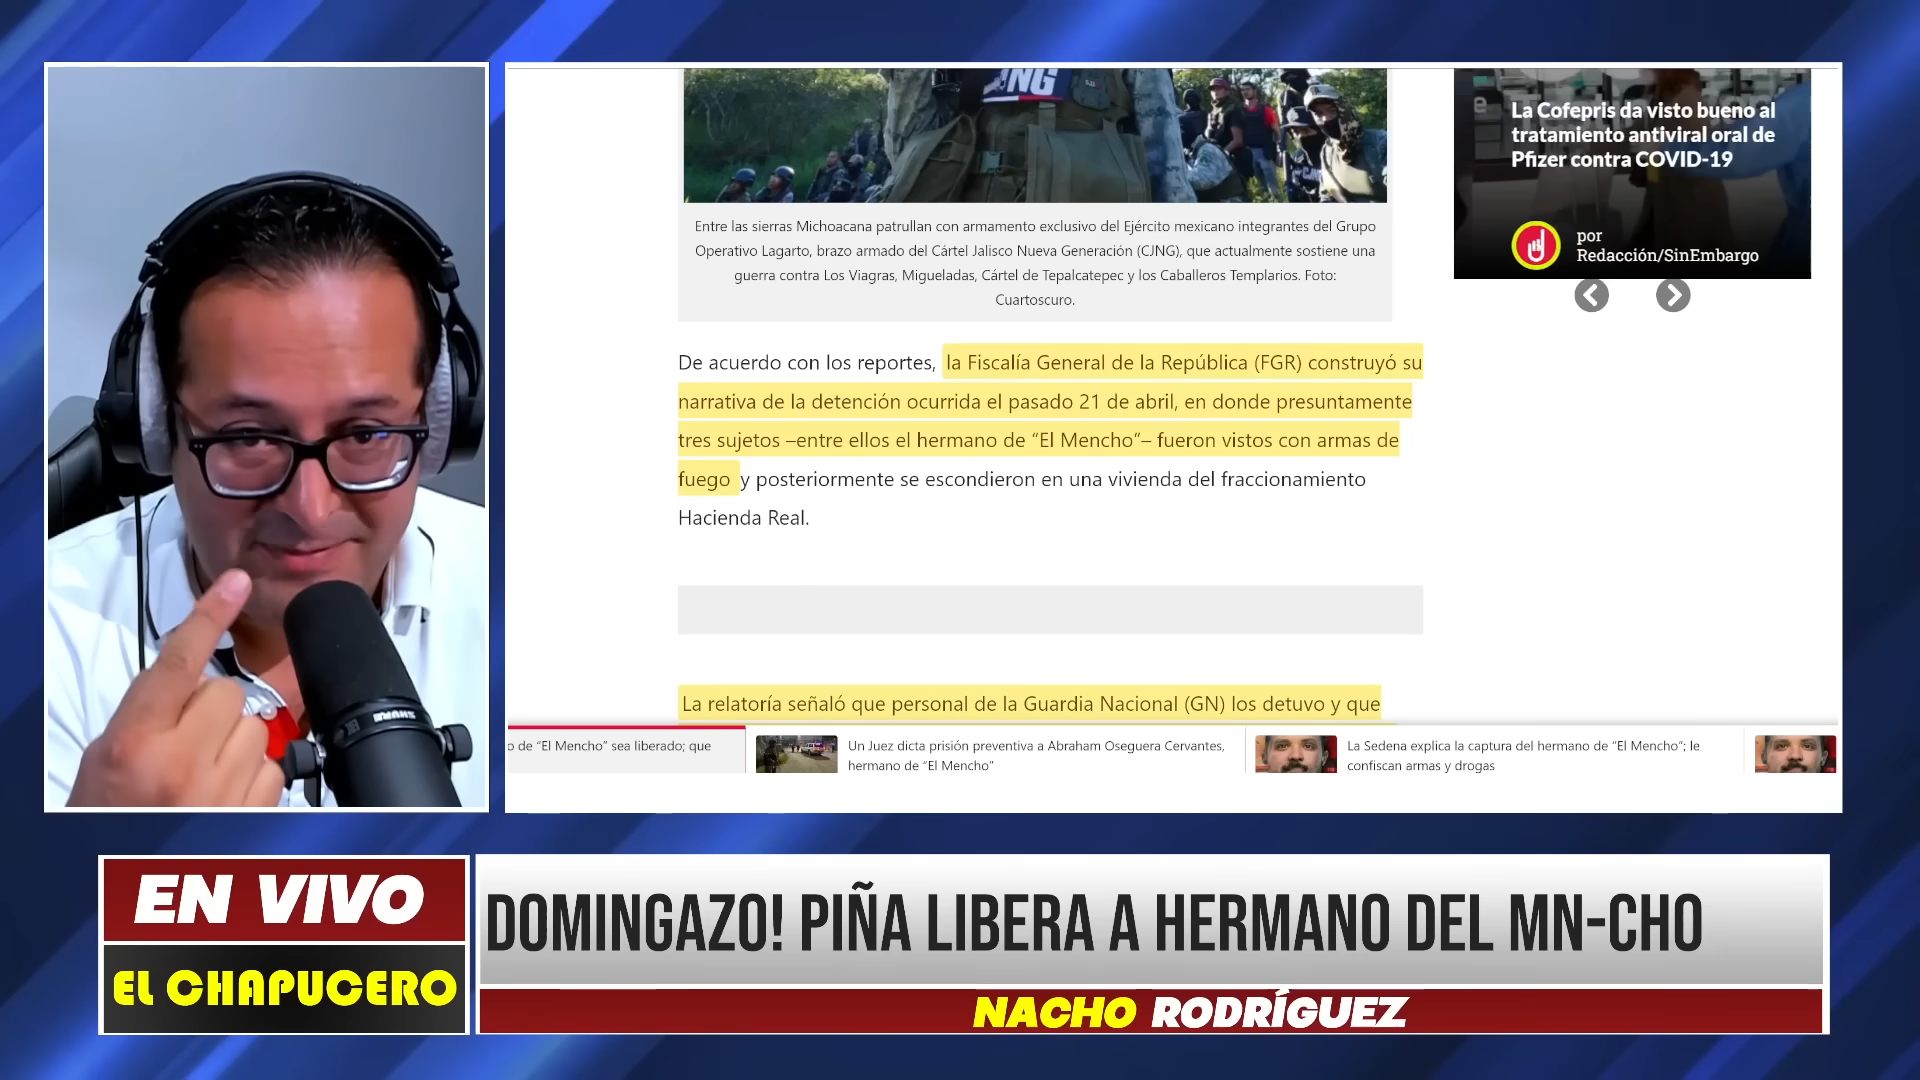 JNG
CJNG
La Cofepris da visto bueno al
tratamiento antiviral oral de
Pfizer contra COVID-19
por
Redacción/SinEmbargo
Entre las sierras Michoacana patrullan con armamento exclusivo del Ejército mexicano integrantes del Grupo
Operativo Lagarto, brazo armado del Cártel Jalisco Nueva Generación (CJNG), que actualmente sostiene una
guerra contra Los Viagras, Migueladas, Cártel de Tepalcatepec y los Caballeros Templarios. Foto:
Cuartoscuro.
De acuerdo con los reportes, la Fiscalía General de la República (FGR) construyó su
narrativa de la detención ocurrida el pasado 21 de abril, en donde presuntamente
tres sujetos –entre ellos el hermano de “El Mencho”– fueron vistos con armas de
fuego y posteriormente se escondieron en una vivienda del fraccionamiento
Hacienda Real.
La relatoría señaló que personal de la Guardia Nacional (GN) los detuvo y que
o de “El Mencho” sea liberado; que
Un Juez dicta prisión preventiva a Abraham Oseguera Cervantes,
hermano de “El Mencho”
La Sedena explica la captura del hermano de “El Mencho”; le
confiscan armas y drogas
SHURE
EN VIVO
EL CHAPUCERO
DOMINGAZO! PIÑA LIBERA A HERMANO DEL MN-CHO
NACHO RODRÍGUEZ